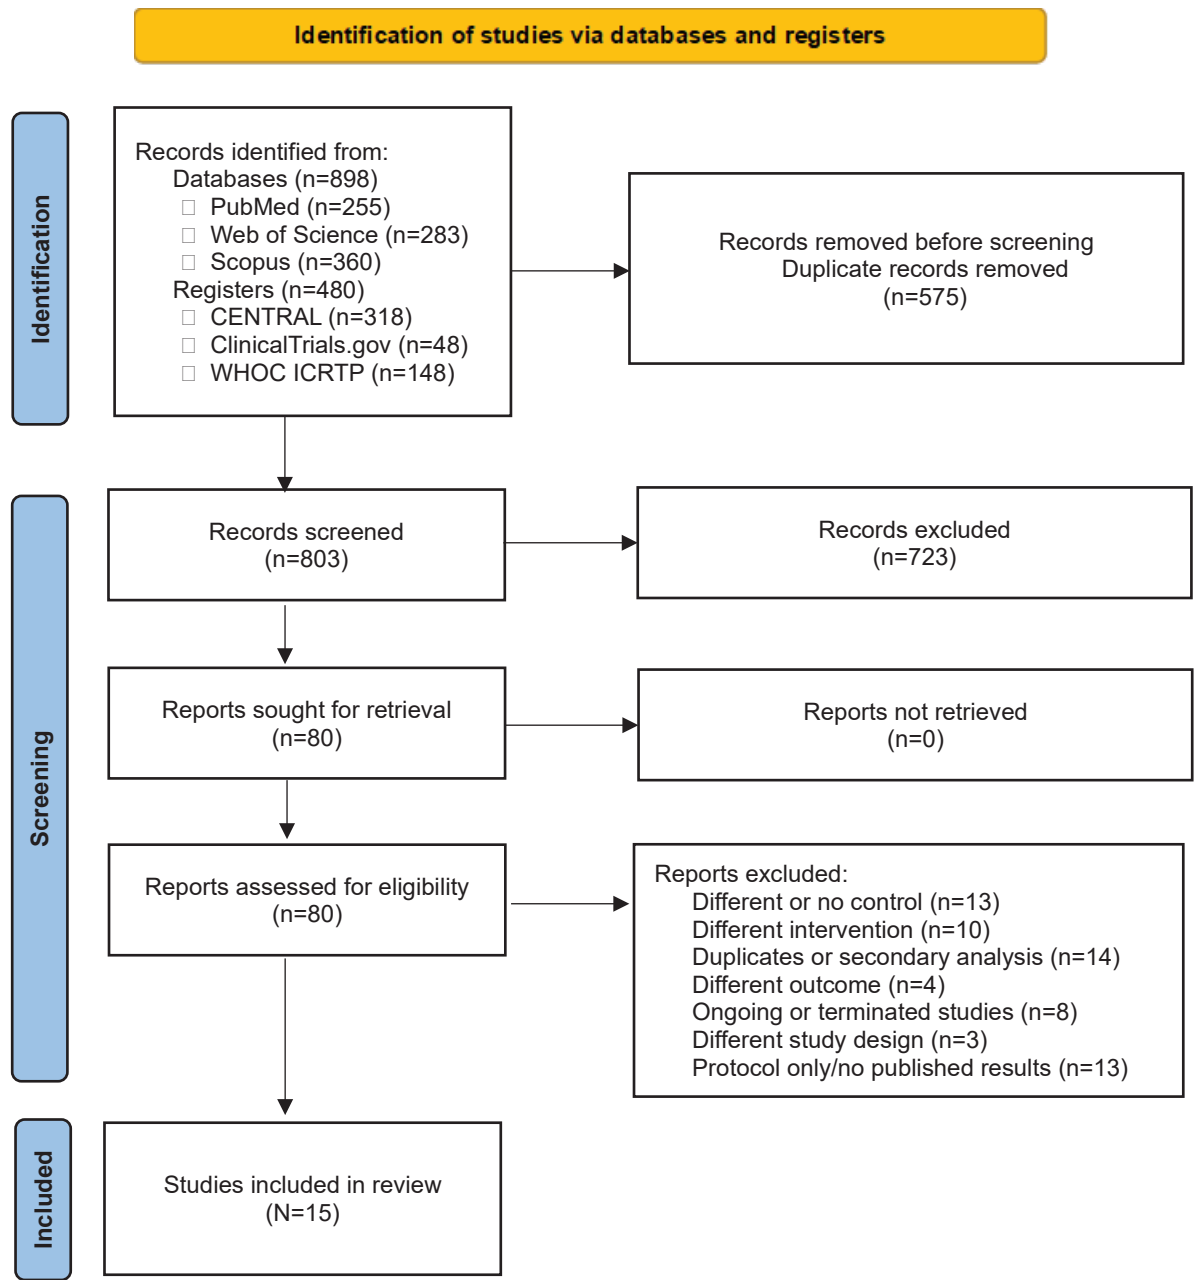 Identification of studies via databases and registers
Identification
Records identified from:
Databases (n=898)
PubMed (n=255)
Web of Science (n=283)
Scopus (n=360)
Registers (n=480)
CENTRAL (n=318)
ClinicalTrials.gov (n=48)
WHOC ICRTP (n=148)
Records removed before screening
Duplicate records removed
(n=575)
Screening
Records screened
(n=803)
Records excluded
(n=723)
Reports sought for retrieval
(n=80)
Reports not retrieved
(n=0)
Reports assessed for eligibility
(n=80)
Reports excluded:
Different or no control (n=13)
Different intervention (n=10)
Duplicates or secondary analysis (n=14)
Different outcome (n=4)
Ongoing or terminated studies (n=8)
Different study design (n=3)
Protocol only/no published results (n=13)
Included
Studies included in review
(N=15)